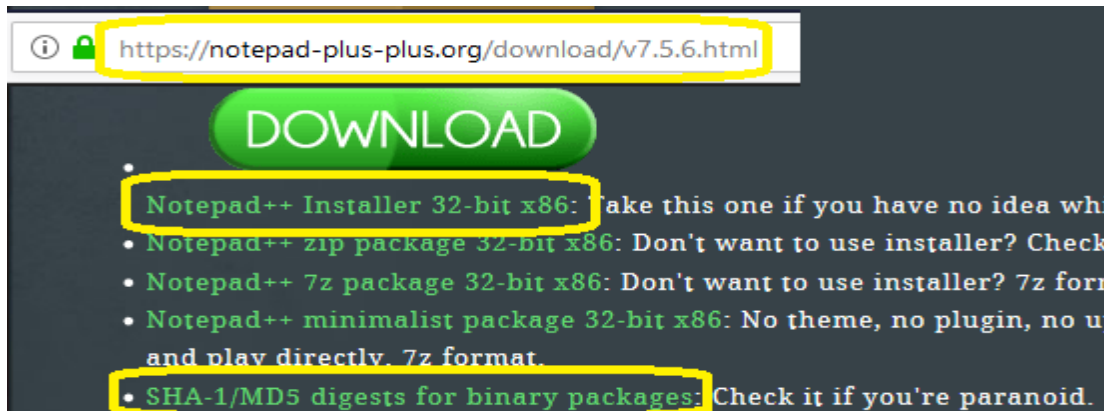 https://notepad-plus-plus.org/download/v7.5.6.html
DOWNLOAD
Notepad++ Installer 32-bit x86: Take this one if you have no idea
Notepad++ zip package 32-bit x86: Don't want to use installer? Check
Notepad++ 7z package 32-bit x86: Don't want to use installer? 7z
Notepad++ minimalist package 32-bit x86: No theme, no plugin, no
and play directly. 7z format.
SHA-1/MD5 digests for binary packages: Check it if you're paranoid.